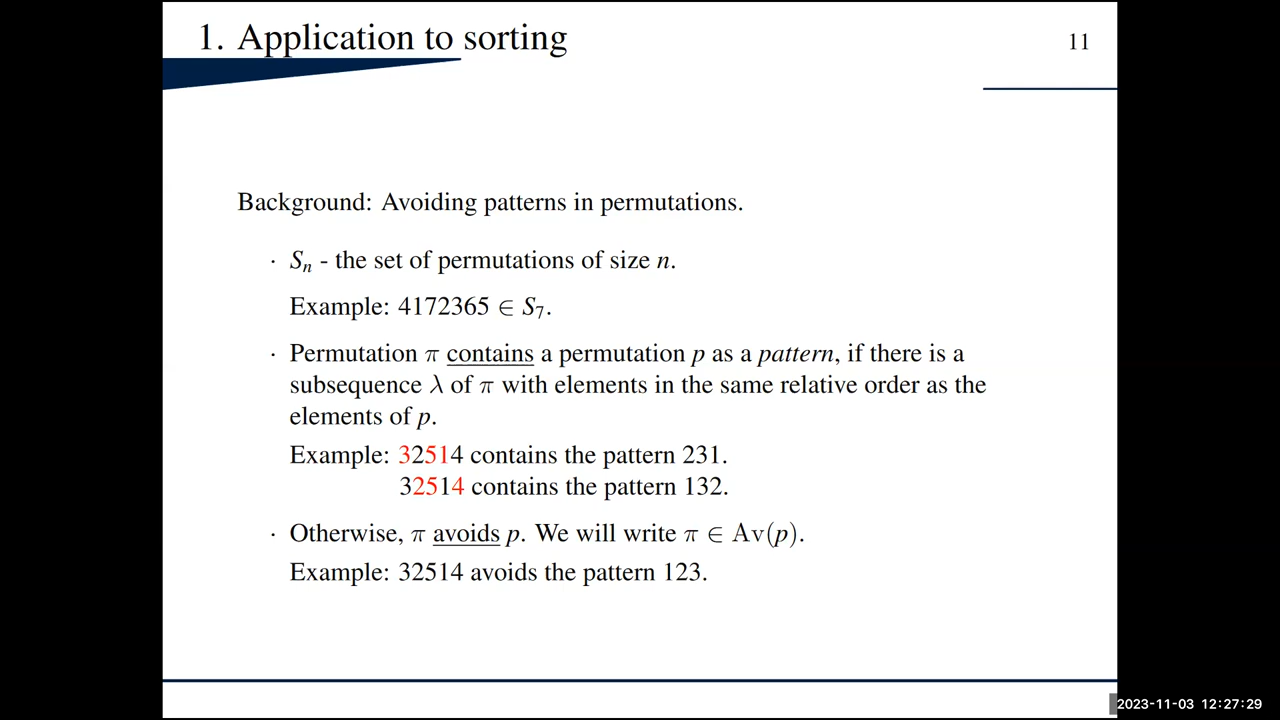 1. Application to sorting
11
Background: Avoiding patterns in permutations.
· Sₙ - the set of permutations of size n.
Example: 4172365 ∈ S₇.
· Permutation π contains a permutation p as a pattern, if there is a
subsequence λ of π with elements in the same relative order as the
elements of p.
Example: 32514 contains the pattern 231.
32514 contains the pattern 132.
· Otherwise, π avoids p. We will write π ∈ Av(p).
Example: 32514 avoids the pattern 123.
2023-11-03 12:27:29